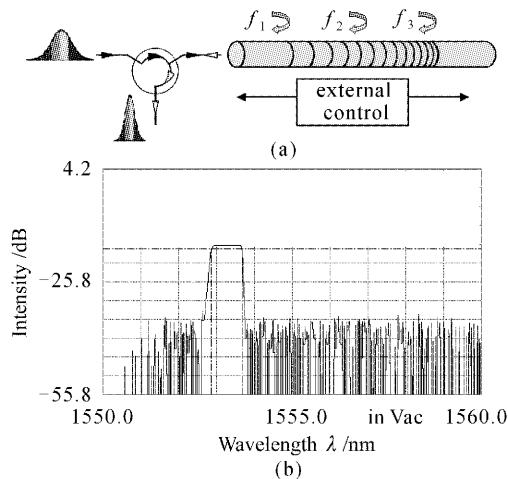 f1 f2 f3
external
control
(a)
4.2
Intensity /dB
−25.8
−55.8
1550.0 1555.0 in Vac 1560.0
Wavelength λ /nm
(b)